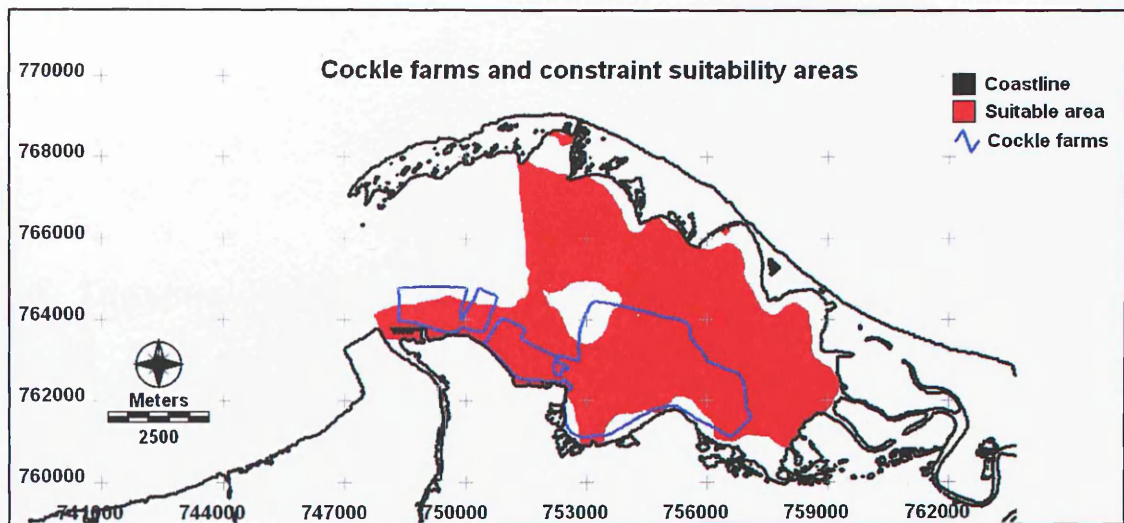 Cockle farms and constraint suitability areas
Coastline
Suitable area
Cockle farms
770000
768000
766000
764000
762000
760000
Meters
2500
741000 744000 747000 750000 753000 756000 759000 762000